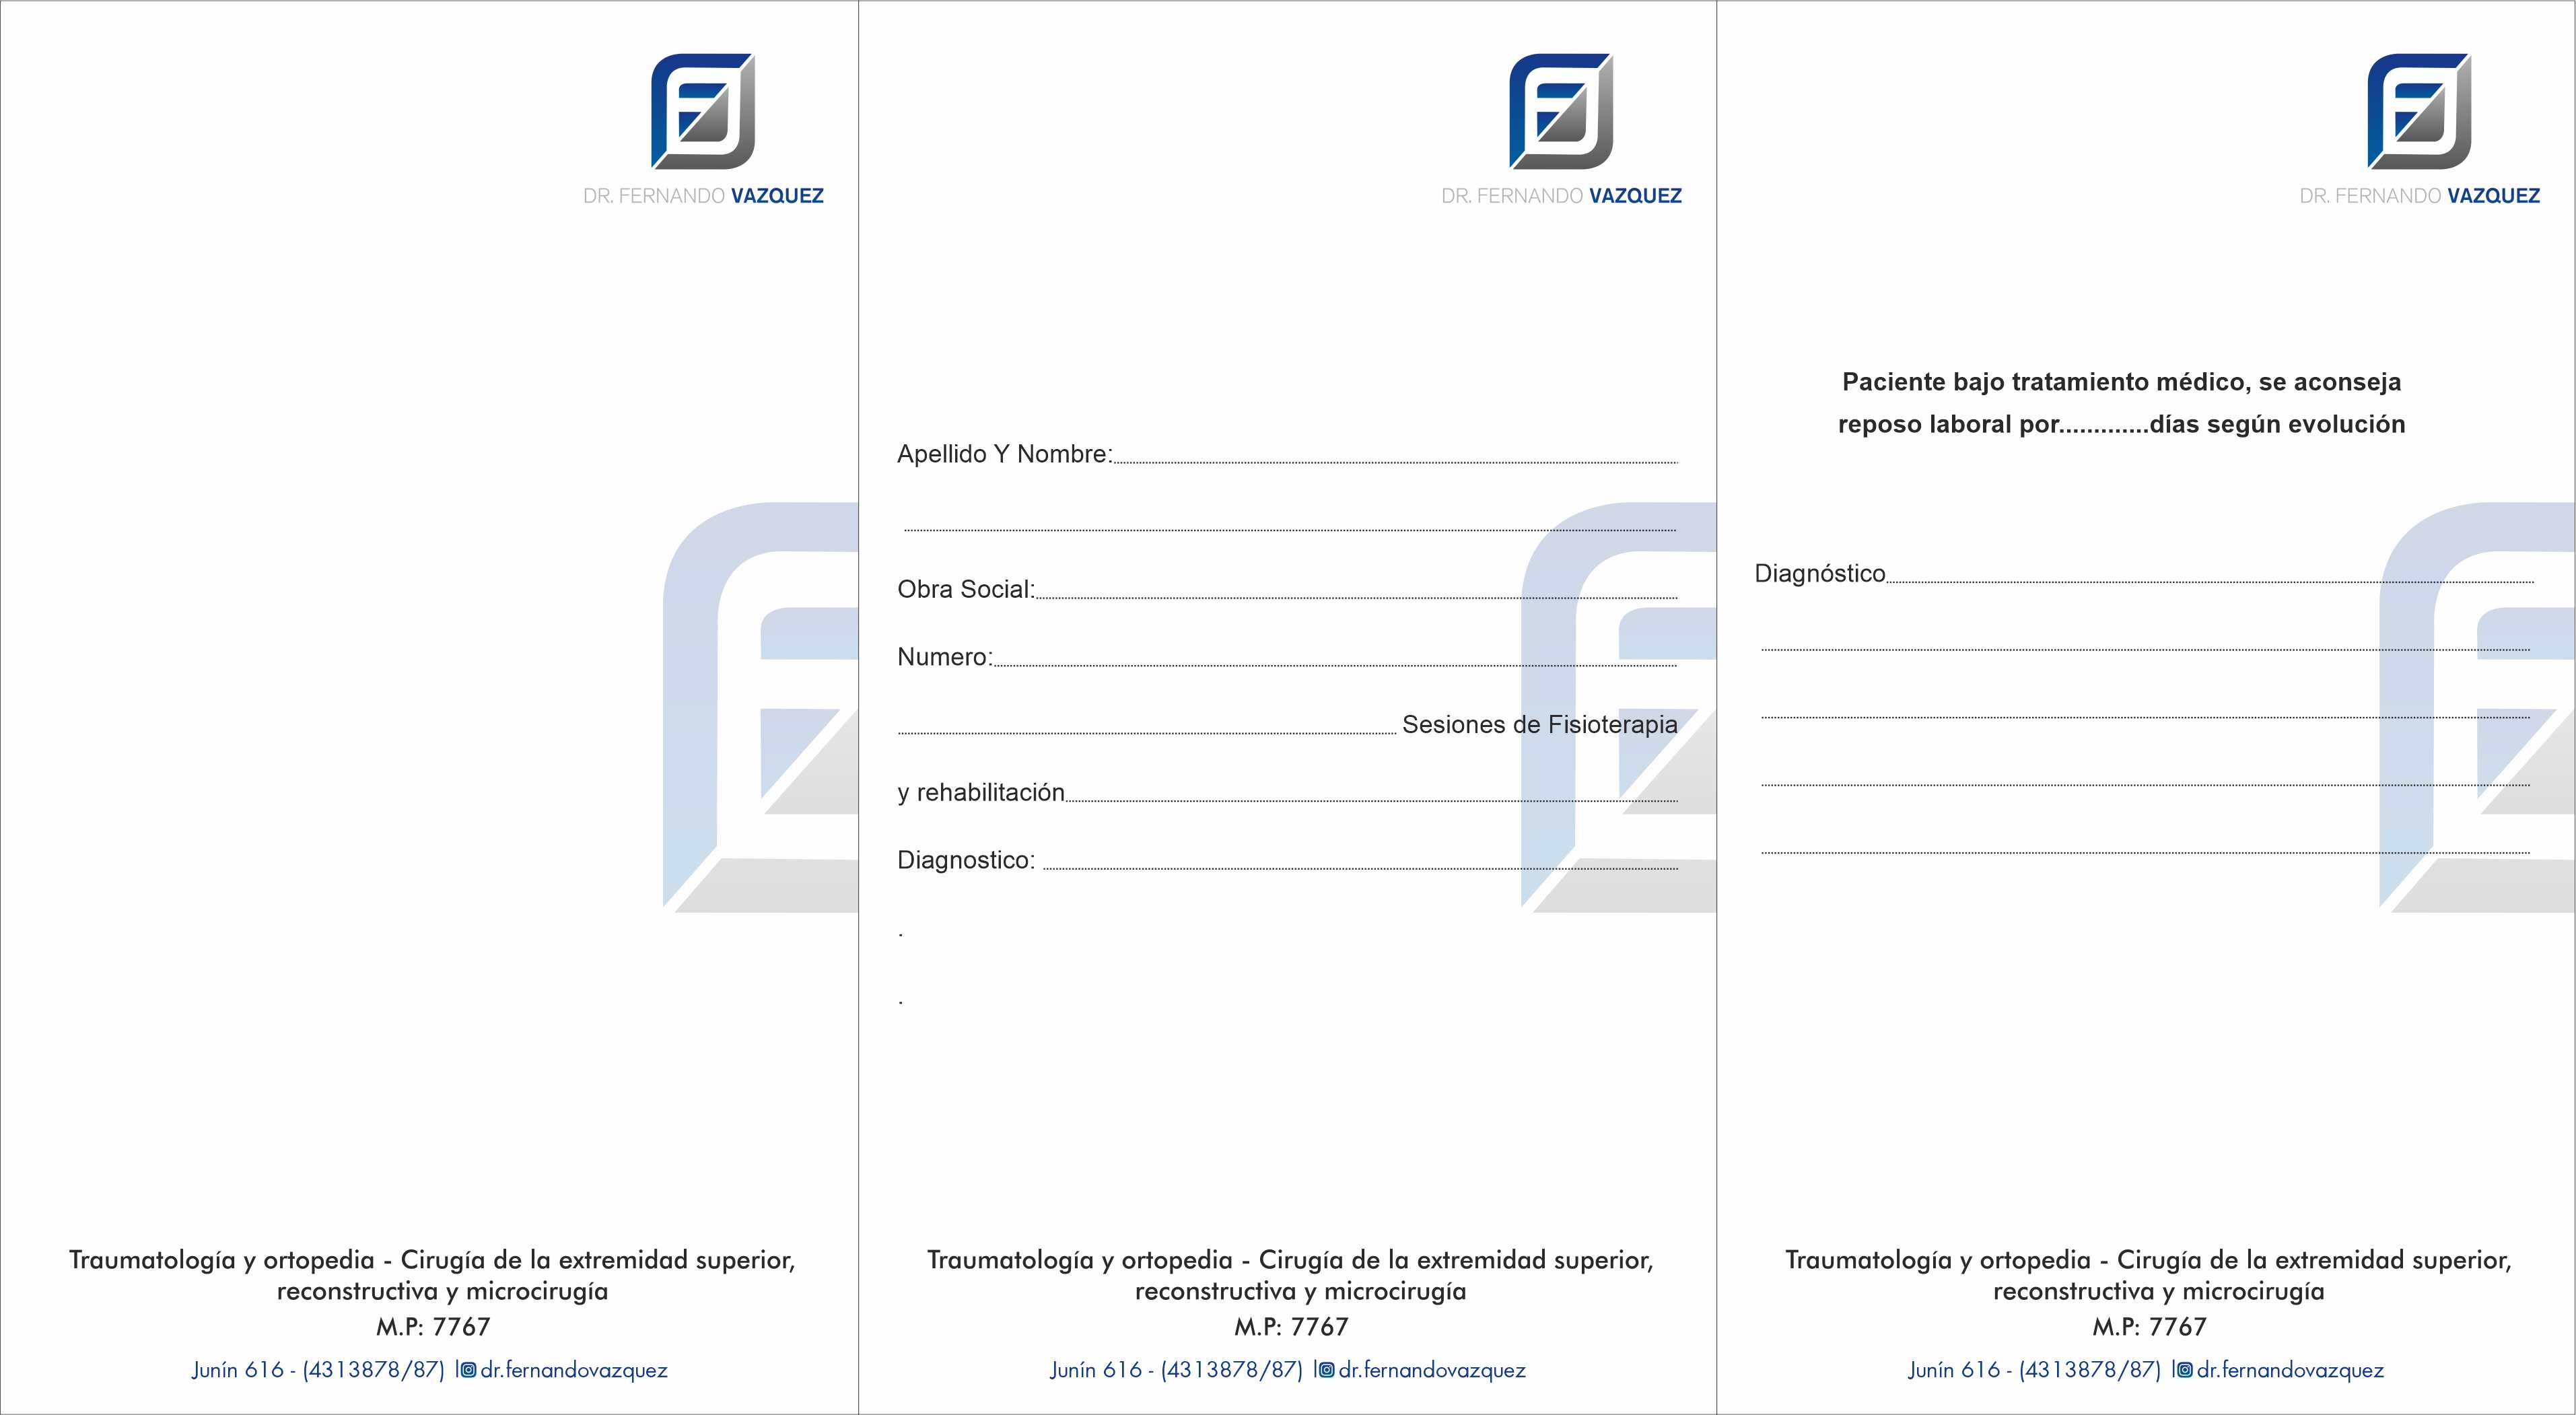 DR. FERNANDO VAZQUEZ
Traumatología y ortopedia - Cirugía de la extremidad superior,
reconstructiva y microcirugía
M.P: 7767
Junín 616 - (4313878/87) | dr.fernandovazquez
DR. FERNANDO VAZQUEZ
Apellido Y Nombre:
Obra Social:
Numero:
Sesiones de Fisioterapia
y rehabilitación
Diagnostico:
.
.
Traumatología y ortopedia - Cirugía de la extremidad superior,
reconstructiva y microcirugía
M.P: 7767
Junín 616 - (4313878/87) | dr.fernandovazquez
DR. FERNANDO VAZQUEZ
Paciente bajo tratamiento médico, se aconseja
reposo laboral por.............días según evolución
Diagnóstico
Traumatología y ortopedia - Cirugía de la extremidad superior,
reconstructiva y microcirugía
M.P: 7767
Junín 616 - (4313878/87) | dr.fernandovazquez